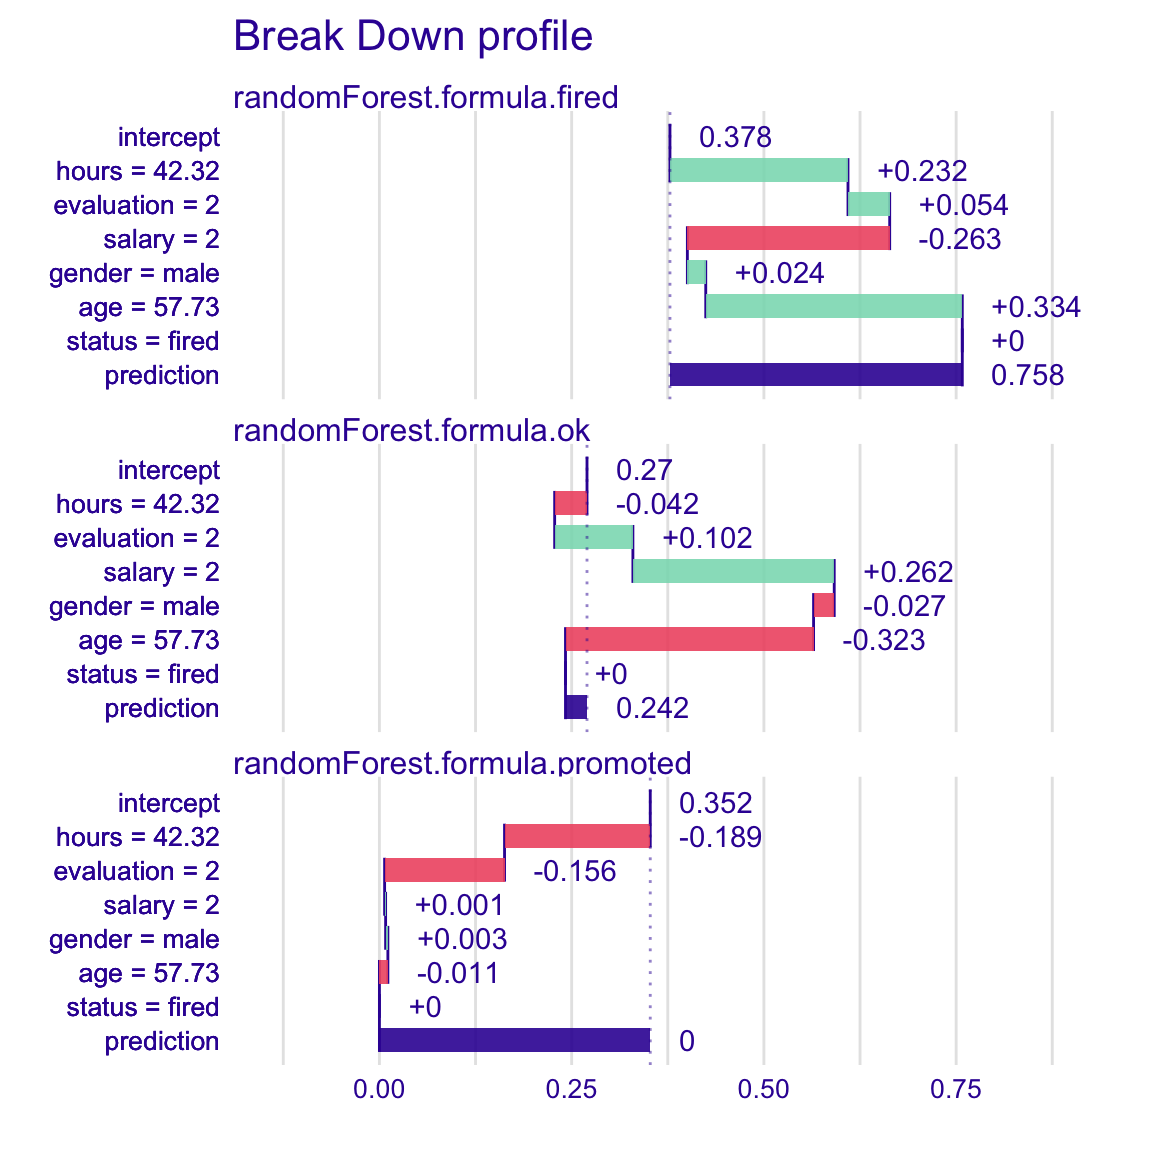 Break Down profile
randomForest.formula.fired
intercept 0.378
hours = 42.32 +0.232
evaluation = 2 +0.054
salary = 2 -0.263
gender = male +0.024
age = 57.73 +0.334
status = fired +0
prediction 0.758
randomForest.formula.ok
intercept 0.27
hours = 42.32 -0.042
evaluation = 2 +0.102
salary = 2 +0.262
gender = male -0.027
age = 57.73 -0.323
status = fired +0
prediction 0.242
randomForest.formula.promoted
intercept 0.352
hours = 42.32 -0.189
evaluation = 2 -0.156
salary = 2 +0.001
gender = male +0.003
age = 57.73 -0.011
status = fired +0
prediction 0
0.00 0.25 0.50 0.75